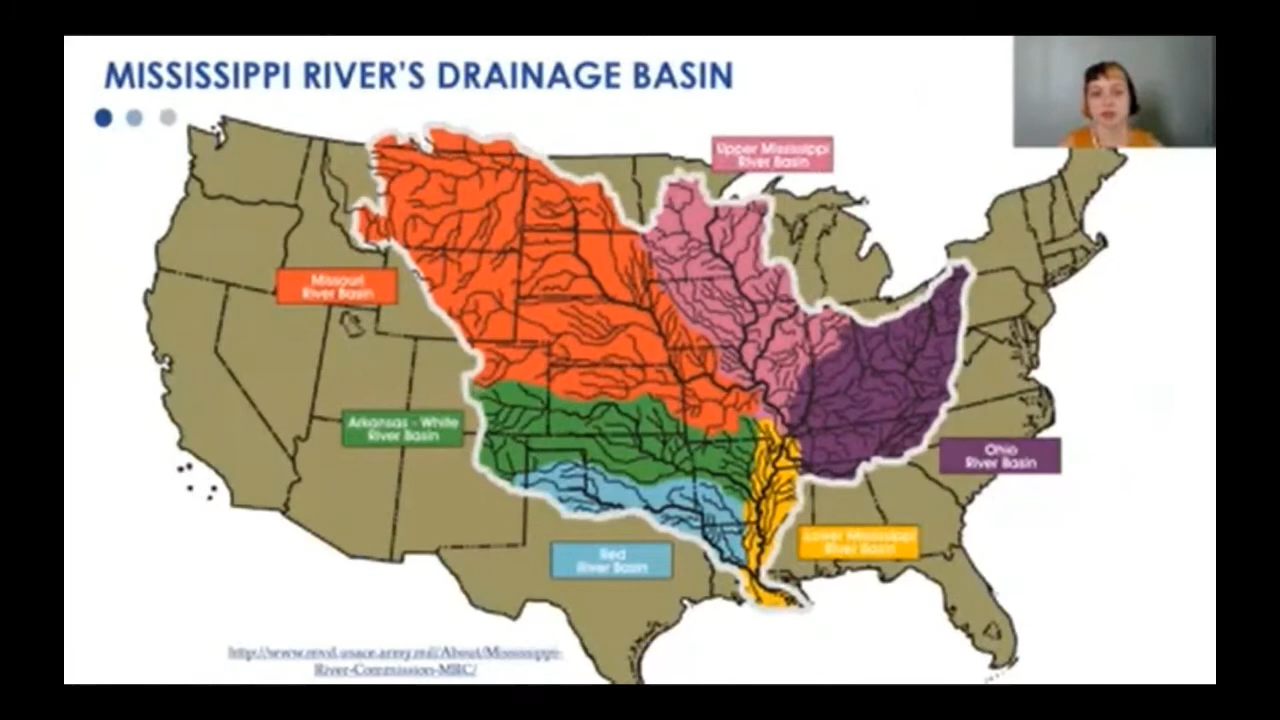 MISSISSIPPI RIVER'S DRAINAGE BASIN
Upper Mississippi
River Basin
Missouri
River Basin
Arkansas - White
River Basin
Ohio
River Basin
Lower Mississippi
River Basin
Red
River Basin
http://www.mvd.usace.army.mil/About/Mississippi-
River-Commission-MRC/